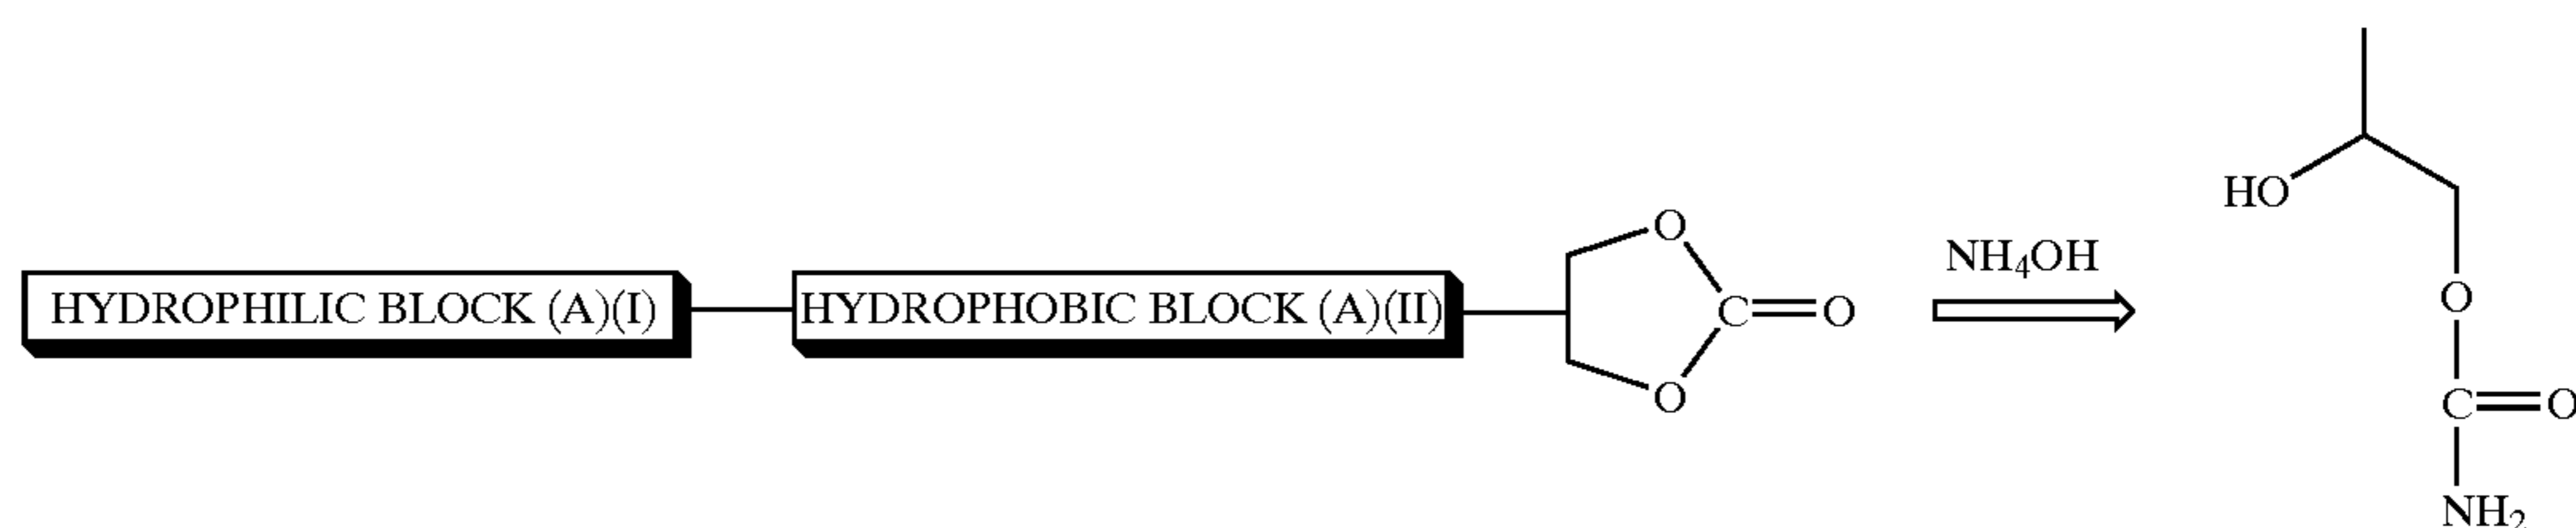 HYDROPHILIC BLOCK (A)(I)
HYDROPHOBIC BLOCK (A)(II)
O
C=O
O
NH₄OH
HO
O
C=O
NH₂